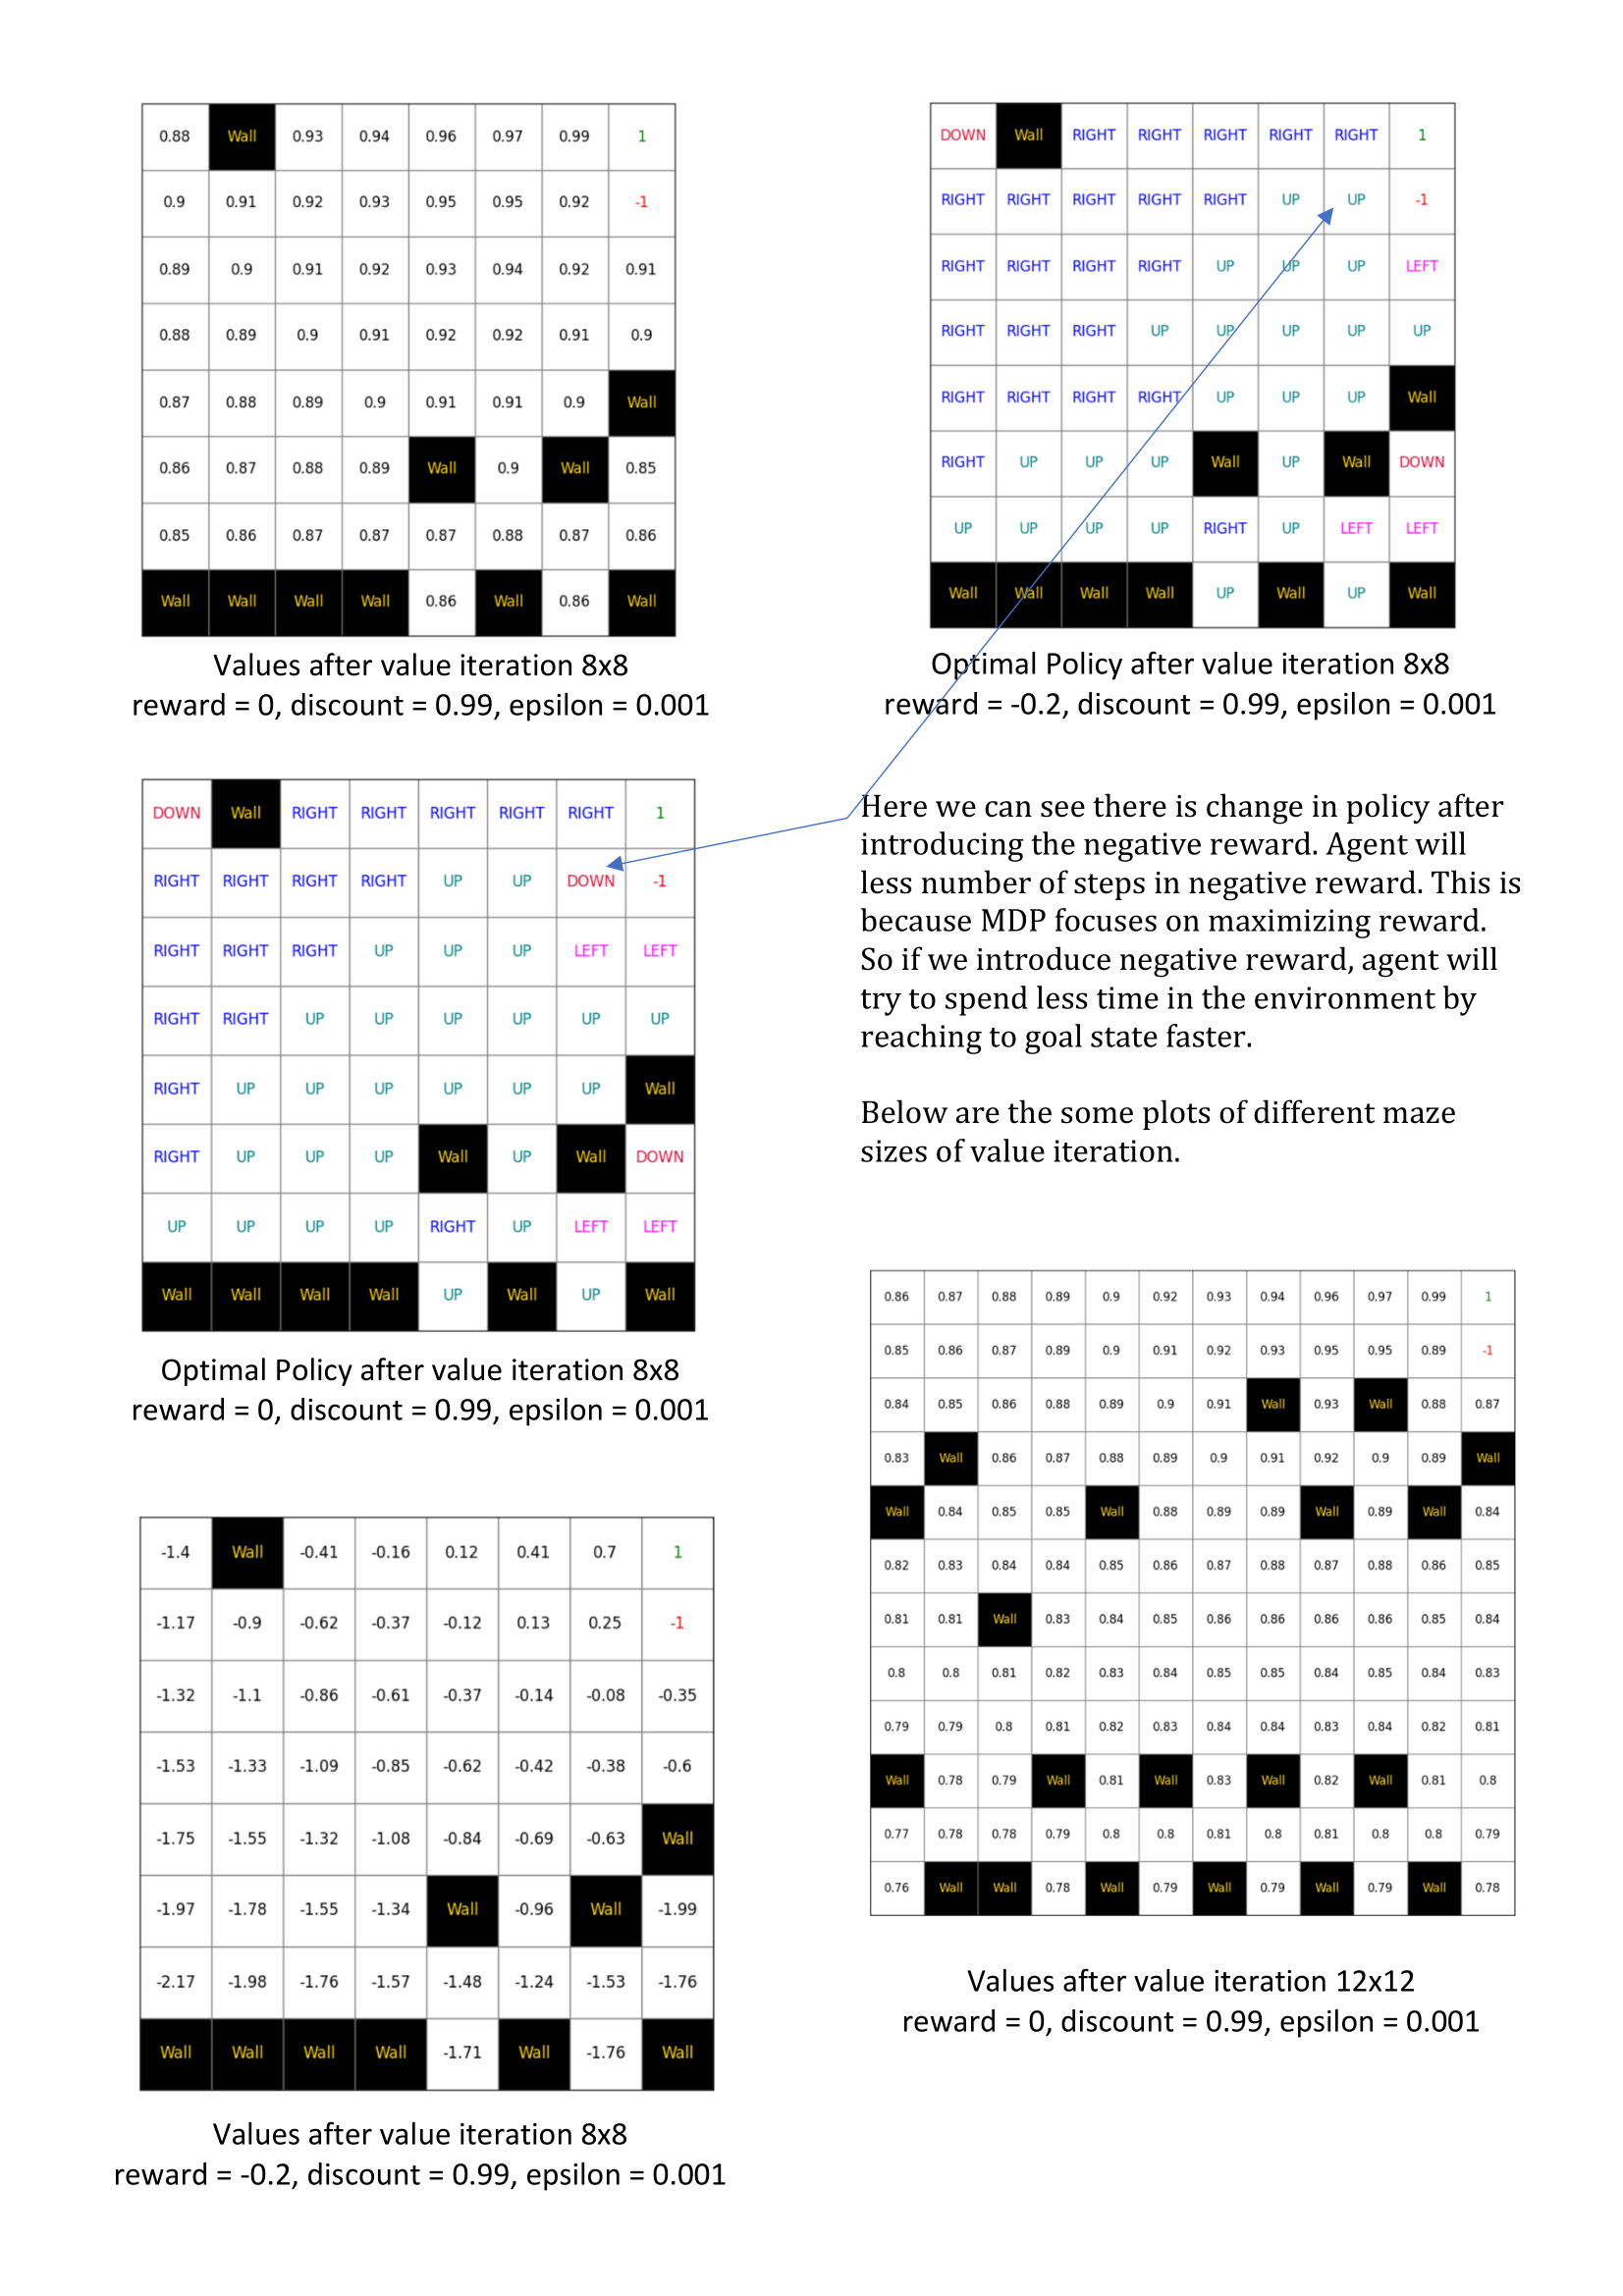 0.88 Wall 0.93 0.94 0.96 0.97 0.99 1
0.9 0.91 0.92 0.93 0.95 0.95 0.92 -1
0.89 0.9 0.91 0.92 0.93 0.94 0.92 0.91
0.88 0.89 0.9 0.91 0.92 0.92 0.91 0.9
0.87 0.88 0.89 0.9 0.91 0.91 0.9 Wall
0.86 0.87 0.88 0.89 Wall 0.9 Wall 0.85
0.85 0.86 0.87 0.87 0.87 0.88 0.87 0.86
Wall Wall Wall Wall 0.86 Wall 0.86 Wall
Values after value iteration 8x8
reward = 0, discount = 0.99, epsilon = 0.001
DOWN Wall RIGHT RIGHT RIGHT RIGHT RIGHT 1
RIGHT RIGHT RIGHT RIGHT RIGHT UP UP -1
RIGHT RIGHT RIGHT RIGHT UP UP UP LEFT
RIGHT RIGHT RIGHT UP UP UP UP UP
RIGHT RIGHT RIGHT RIGHT UP UP UP Wall
RIGHT UP UP UP Wall UP Wall DOWN
UP UP UP UP RIGHT UP LEFT LEFT
Wall Wall Wall Wall UP Wall UP Wall
Optimal Policy after value iteration 8x8
reward = -0.2, discount = 0.99, epsilon = 0.001
DOWN Wall RIGHT RIGHT RIGHT RIGHT RIGHT 1
RIGHT RIGHT RIGHT RIGHT UP UP DOWN -1
RIGHT RIGHT RIGHT UP UP UP LEFT LEFT
RIGHT RIGHT UP UP UP UP UP UP
RIGHT UP UP UP UP UP UP Wall
RIGHT UP UP UP Wall UP Wall DOWN
UP UP UP UP RIGHT UP LEFT LEFT
Wall Wall Wall Wall UP Wall UP Wall
Optimal Policy after value iteration 8x8
reward = 0, discount = 0.99, epsilon = 0.001
Here we can see there is change in policy after
introducing the negative reward. Agent will
less number of steps in negative reward. This is
because MDP focuses on maximizing reward.
So if we introduce negative reward, agent will
try to spend less time in the environment by
reaching to goal state faster.
Below are the some plots of different maze
sizes of value iteration.
-1.4 Wall -0.41 -0.16 0.12 0.41 0.7 1
-1.17 -0.9 -0.62 -0.37 -0.12 0.13 0.25 -1
-1.32 -1.1 -0.86 -0.61 -0.37 -0.14 -0.08 -0.35
-1.53 -1.33 -1.09 -0.85 -0.62 -0.42 -0.38 -0.6
-1.75 -1.55 -1.32 -1.08 -0.84 -0.69 -0.63 Wall
-1.97 -1.78 -1.55 -1.34 Wall -0.96 Wall -1.99
-2.17 -1.98 -1.76 -1.57 -1.48 -1.24 -1.53 -1.76
Wall Wall Wall Wall -1.71 Wall -1.76 Wall
Values after value iteration 8x8
reward = -0.2, discount = 0.99, epsilon = 0.001
0.86 0.87 0.88 0.89 0.9 0.92 0.93 0.94 0.96 0.97 0.99 1
0.85 0.86 0.87 0.89 0.9 0.91 0.92 0.93 0.95 0.95 0.89 -1
0.84 0.85 0.86 0.88 0.89 0.9 0.91 Wall 0.93 Wall 0.88 0.87
0.83 Wall 0.86 0.87 0.88 0.89 0.9 0.91 0.92 0.9 0.89 Wall
Wall 0.84 0.85 0.85 Wall 0.88 0.89 0.89 Wall 0.89 Wall 0.84
0.82 0.83 0.84 0.84 0.85 0.86 0.87 0.88 0.87 0.88 0.86 0.85
0.81 0.81 Wall 0.83 0.84 0.85 0.86 0.86 0.86 0.86 0.85 0.84
0.8 0.8 0.81 0.82 0.83 0.84 0.85 0.85 0.84 0.85 0.84 0.83
0.79 0.79 0.8 0.81 0.82 0.83 0.84 0.84 0.83 0.84 0.82 0.81
Wall 0.78 0.79 Wall 0.81 Wall 0.83 Wall 0.82 Wall 0.81 0.8
0.77 0.78 0.78 0.79 0.8 0.8 0.81 0.8 0.81 0.8 0.8 0.79
0.76 Wall Wall 0.78 Wall 0.79 Wall 0.79 Wall 0.79 Wall 0.78
Values after value iteration 12x12
reward = 0, discount = 0.99, epsilon = 0.001